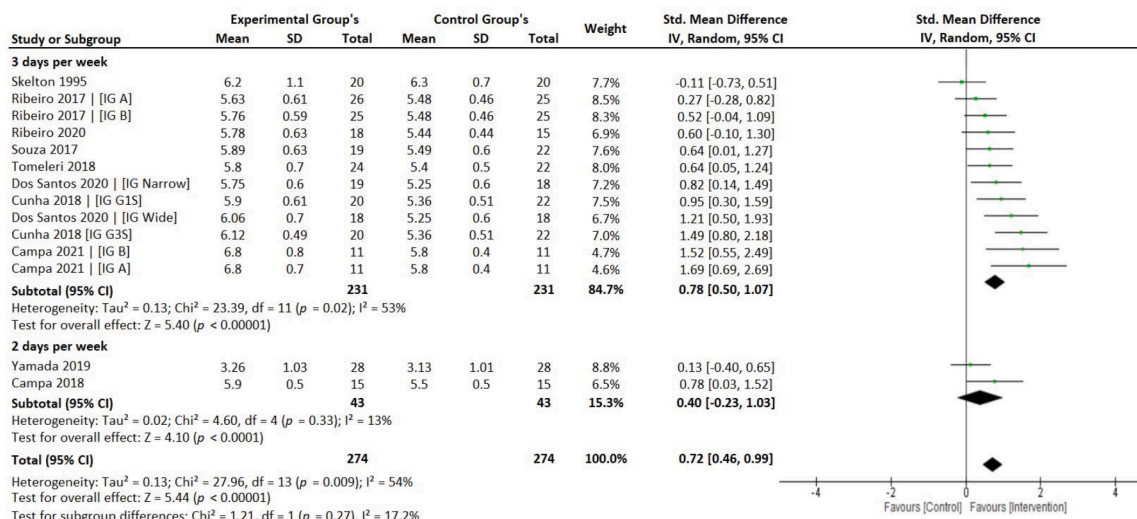 Experimental Group's Control Group's Std. Mean Difference Std. Mean Difference
Study or Subgroup Mean SD Total Mean SD Total Weight IV, Random, 95% CI IV, Random, 95% CI
3 days per week
Skelton 1995 6.2 1.1 20 6.3 0.7 20 7.7% -0.11 (-0.73, 0.51)
Ribeiro 2017 | [IG A] 5.63 0.61 26 5.48 0.46 25 8.5% 0.27 (-0.28, 0.82)
Ribeiro 2017 | [IG B] 5.76 0.59 25 5.48 0.46 25 8.3% 0.52 (-0.04, 1.09)
Ribeiro 2020 5.78 0.63 18 5.44 0.44 15 6.9% 0.60 (-0.10, 1.30)
Souza 2017 5.89 0.63 19 5.49 0.6 22 7.6% 0.64 (0.01, 1.27)
Tomeleri 2018 5.8 0.7 24 5.4 0.5 22 8.0% 0.64 (0.05, 1.24)
Dos Santos 2020 | [IG Narrow] 5.75 0.6 19 5.25 0.6 18 7.2% 0.82 (0.14, 1.49)
Cunha 2018 | [IG G1S] 5.9 0.61 20 5.36 0.51 22 7.4% 0.95 (0.30, 1.59)
Dos Santos 2020 | [IG Wide] 6.06 0.7 18 5.25 0.6 18 6.7% 1.21 (0.50, 1.93)
Cunha 2018 [IG G3S] 6.12 0.49 20 5.36 0.51 22 7.0% 1.49 (0.80, 2.18)
Campa 2021 | [IG B] 6.8 0.8 11 5.8 0.4 11 4.7% 1.52 (0.55, 2.49)
Campa 2021 | [IG A] 6.8 0.7 11 5.8 0.4 11 4.6% 1.69 (0.69, 2.69)
Subtotal (95% CI) 231 231 84.7% 0.78 [0.50, 1.07)
Heterogeneity: Tau² = 0.13; Chi² = 23.39, df = 11 (p = 0.02); I² = 53%
Test for overall effect: Z = 5.40 (p < 0.00001)
2 days per week
Yamada 2019 3.26 1.03 28 3.13 1.01 28 8.8% 0.13 (-0.40, 0.65)
Campa 2018 5.9 0.5 15 5.5 0.5 15 6.5% 0.78 (0.03, 1.52)
Subtotal (95% CI) 43 43 15.3% 0.40 (-0.23, 1.03)
Heterogeneity: Tau² = 0.02; Chi² = 4.60, df = 4 (p = 0.33); I² = 13%
Test for overall effect: Z = 4.10 (p < 0.0001)
Total (95% CI) 274 274 100.0% 0.72 [0.46, 0.99)
Heterogeneity: Tau² = 0.13; Chi² = 27.96, df = 13 (p = 0.009); I² = 54%
Test for overall effect: Z = 5.44 (p < 0.00001)
Test for subgroup differences: Chi² = 1.21, df = 1 (p = 0.27), I² = 17.2%
-4 -2 0 2 4
Favours [Control] Favours [Intervention]